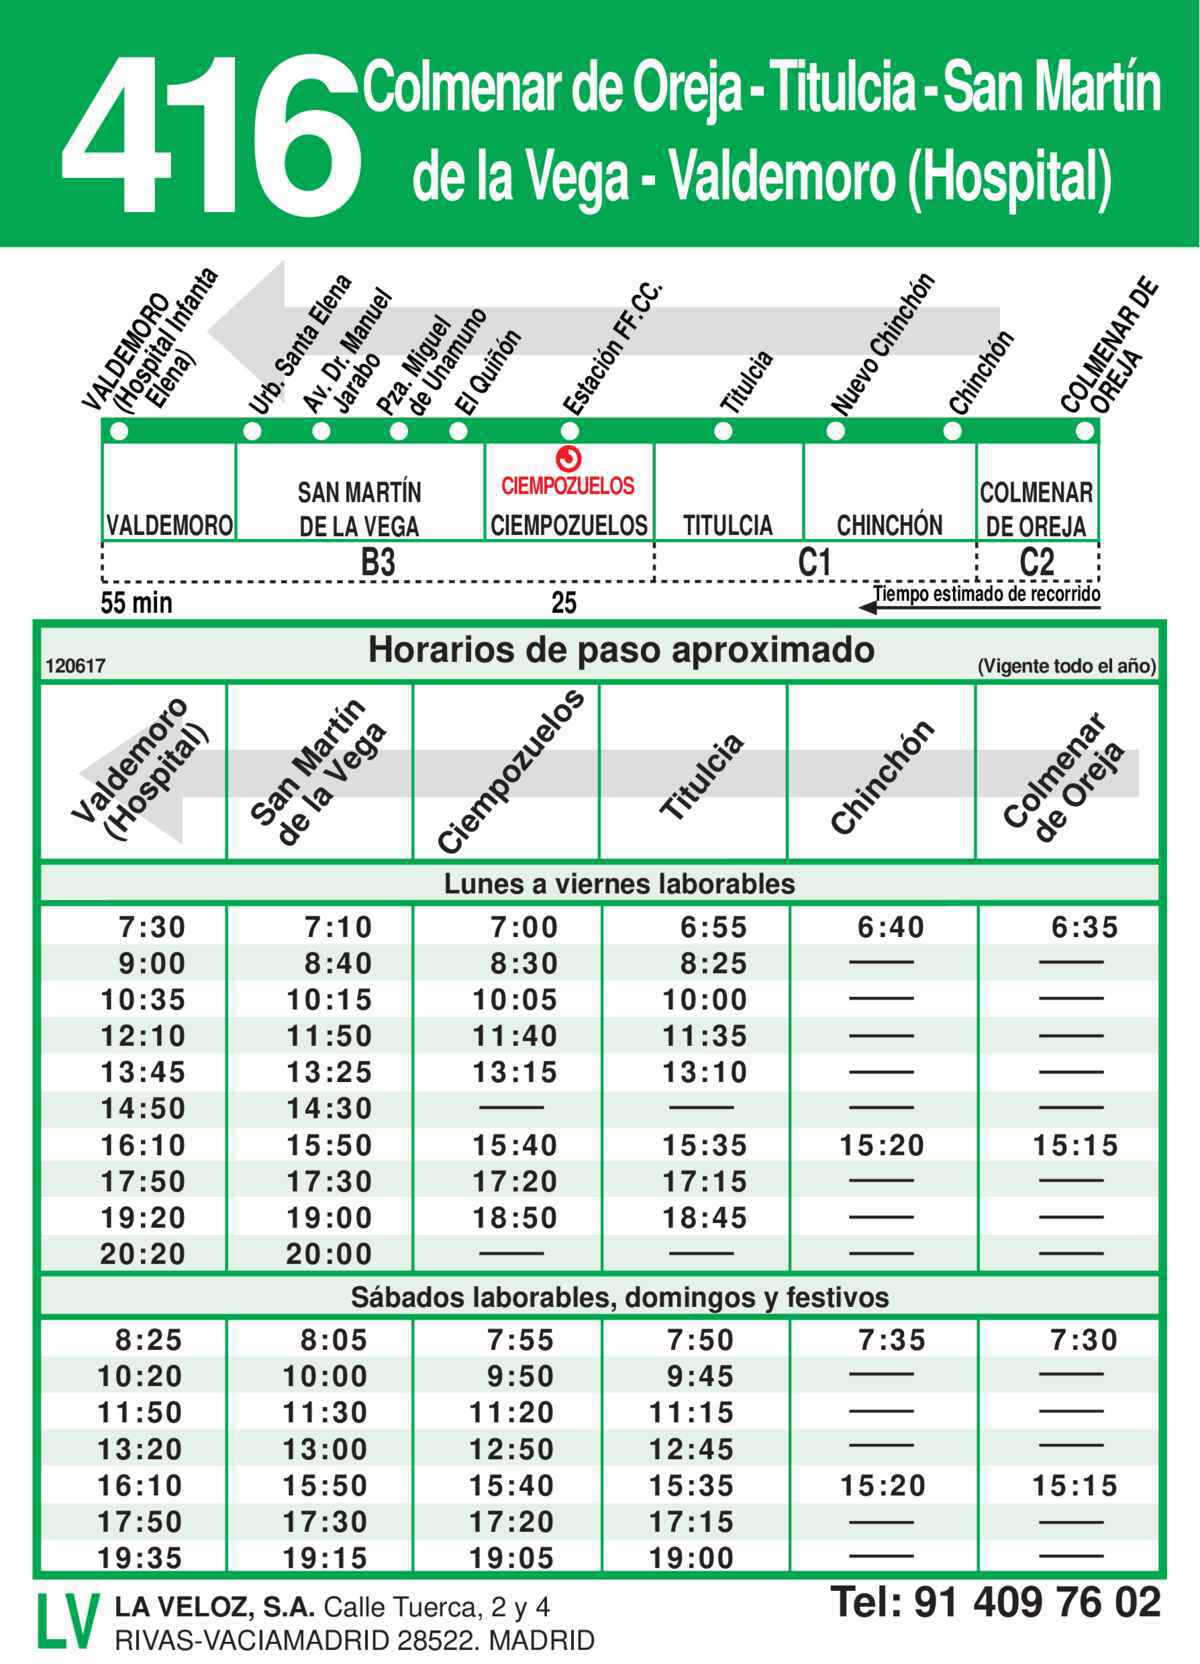 416
Colmenar de Oreja - Titulcia - San Martín
de la Vega - Valdemoro (Hospital)
VALDEMORO
(Hospital Infanta
Elena)
Urb. Santa Elena
Av. Dr. Manuel
Jarabo
Pza. Miguel
de Unamuno
El Quiñón
Estación FF.CC.
Titulcia
Nuevo Chinchón
Chinchón
COLMENAR DE
OREJA
VALDEMORO
SAN MARTÍN
DE LA VEGA
CIEMPOZUELOS
CIEMPOZUELOS
TITULCIA
CHINCHÓN
COLMENAR
DE OREJA
B3 C1 C2
55 min 25 Tiempo estimado de recorrido
120617 Horarios de paso aproximado (Vigente todo el año)
Valdemoro
(Hospital)
San Martín
de la Vega
Ciempozuelos
Titulcia
Chinchón
Colmenar
de Oreja
Lunes a viernes laborables
7:30 7:10 7:00 6:55 6:40 6:35
9:00 8:40 8:30 8:25 — —
10:35 10:15 10:05 10:00 — —
12:10 11:50 11:40 11:35 — —
13:45 13:25 13:15 13:10 — —
14:50 14:30 — — — —
16:10 15:50 15:40 15:35 15:20 15:15
17:50 17:30 17:20 17:15 — —
19:20 19:00 18:50 18:45 — —
20:20 20:00 — — — —
Sábados laborables, domingos y festivos
8:25 8:05 7:55 7:50 7:35 7:30
10:20 10:00 9:50 9:45 — —
11:50 11:30 11:20 11:15 — —
13:20 13:00 12:50 12:45 — —
16:10 15:50 15:40 15:35 15:20 15:15
17:50 17:30 17:20 17:15 — —
19:35 19:15 19:05 19:00 — —
LV
LA VELOZ, S.A. Calle Tuerca, 2 y 4
RIVAS-VACIAMADRID 28522. MADRID
Tel: 91 409 76 02